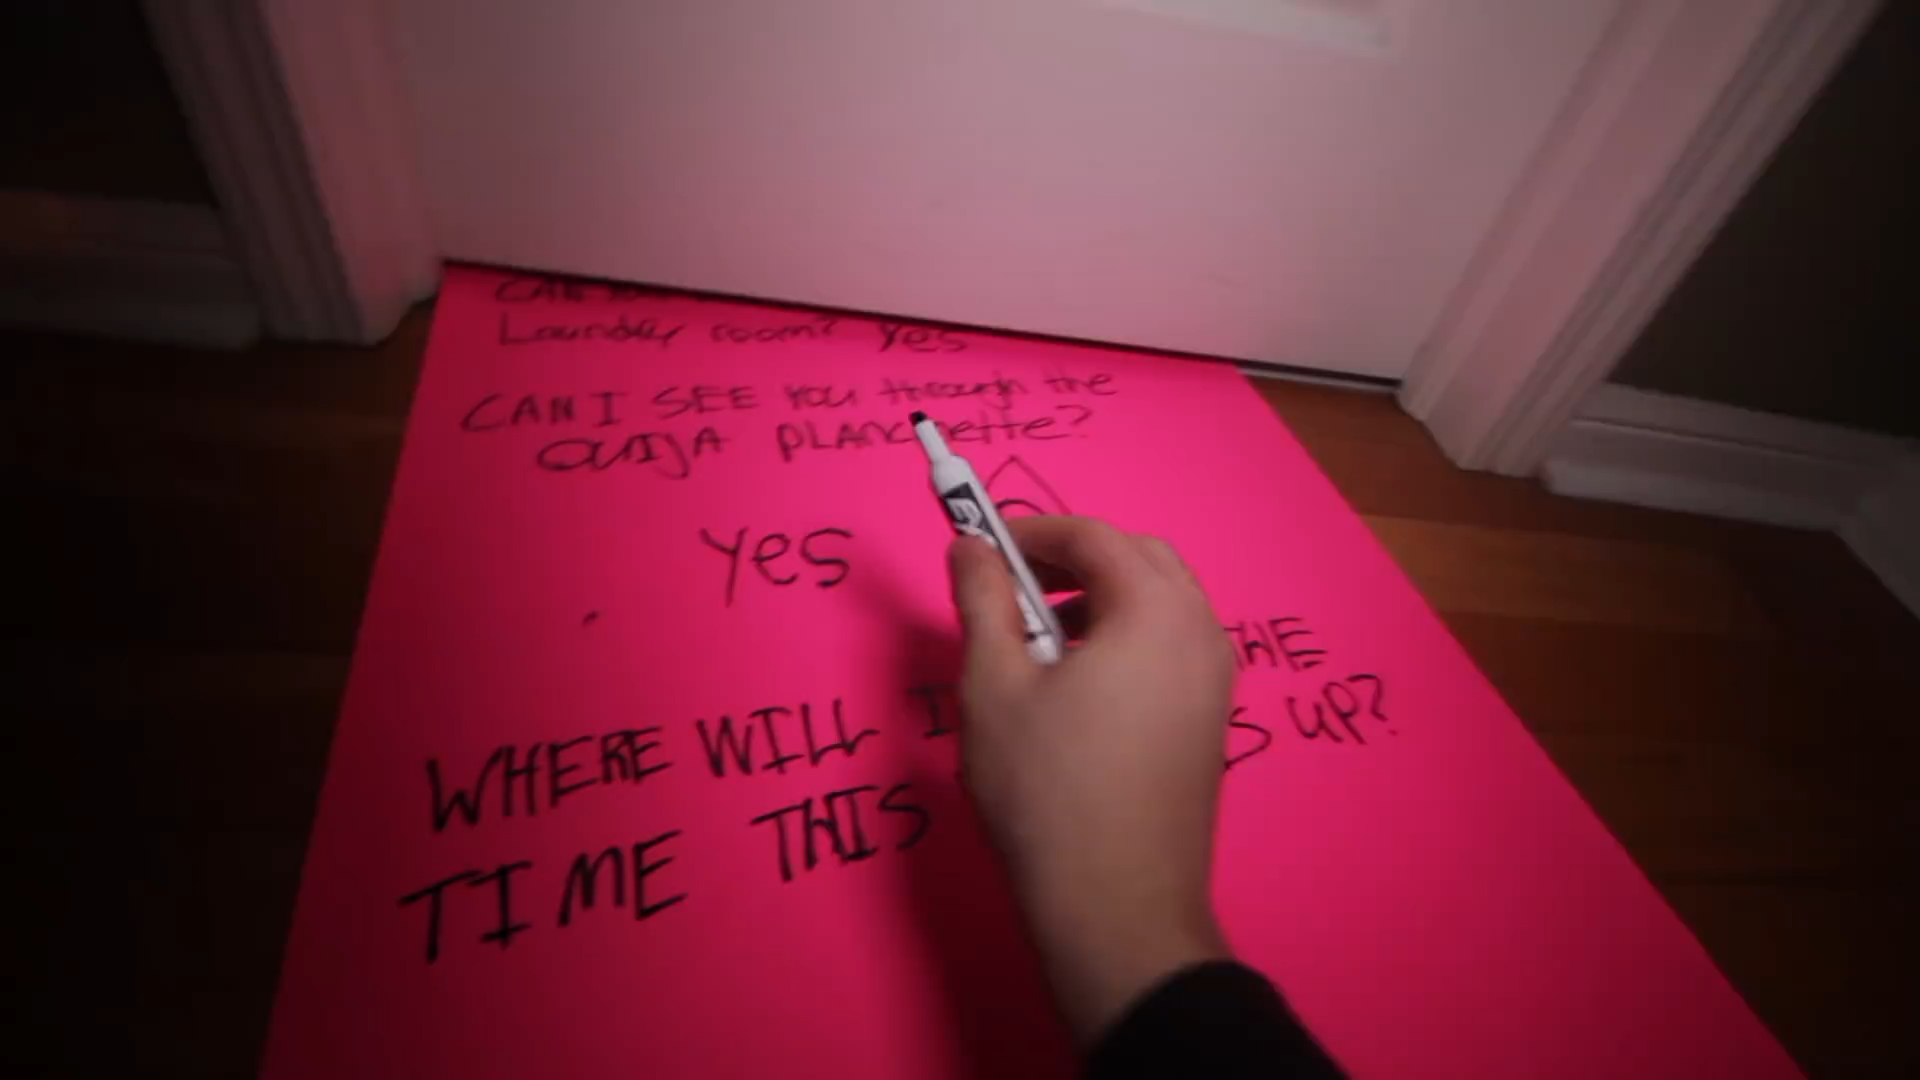 Laundry room? Yes
CAN I SEE YOU through the
OUIJA PLANCHETTE?
Yes
THE
WHERE WILL I UP?
TIME THIS